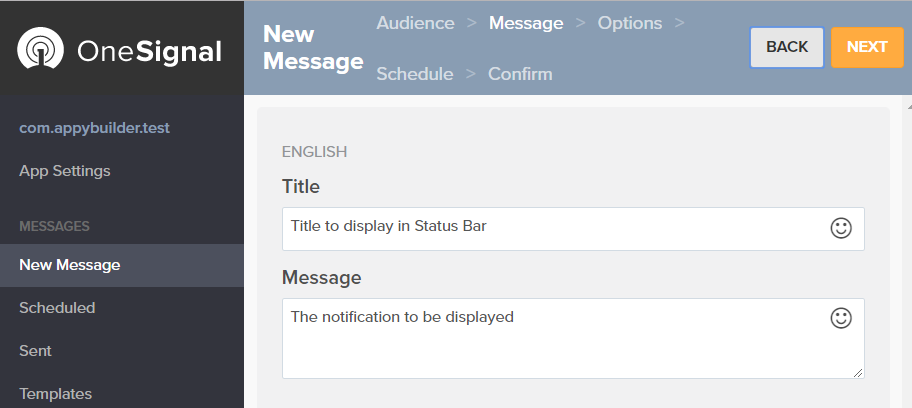 OneSignal
com.appybuilder.test
App Settings
MESSAGES
New Message
Scheduled
Sent
Templates
New
Message
Audience > Message > Options >
Schedule > Confirm
BACK
NEXT
ENGLISH
Title
Title to display in Status Bar
Message
The notification to be displayed